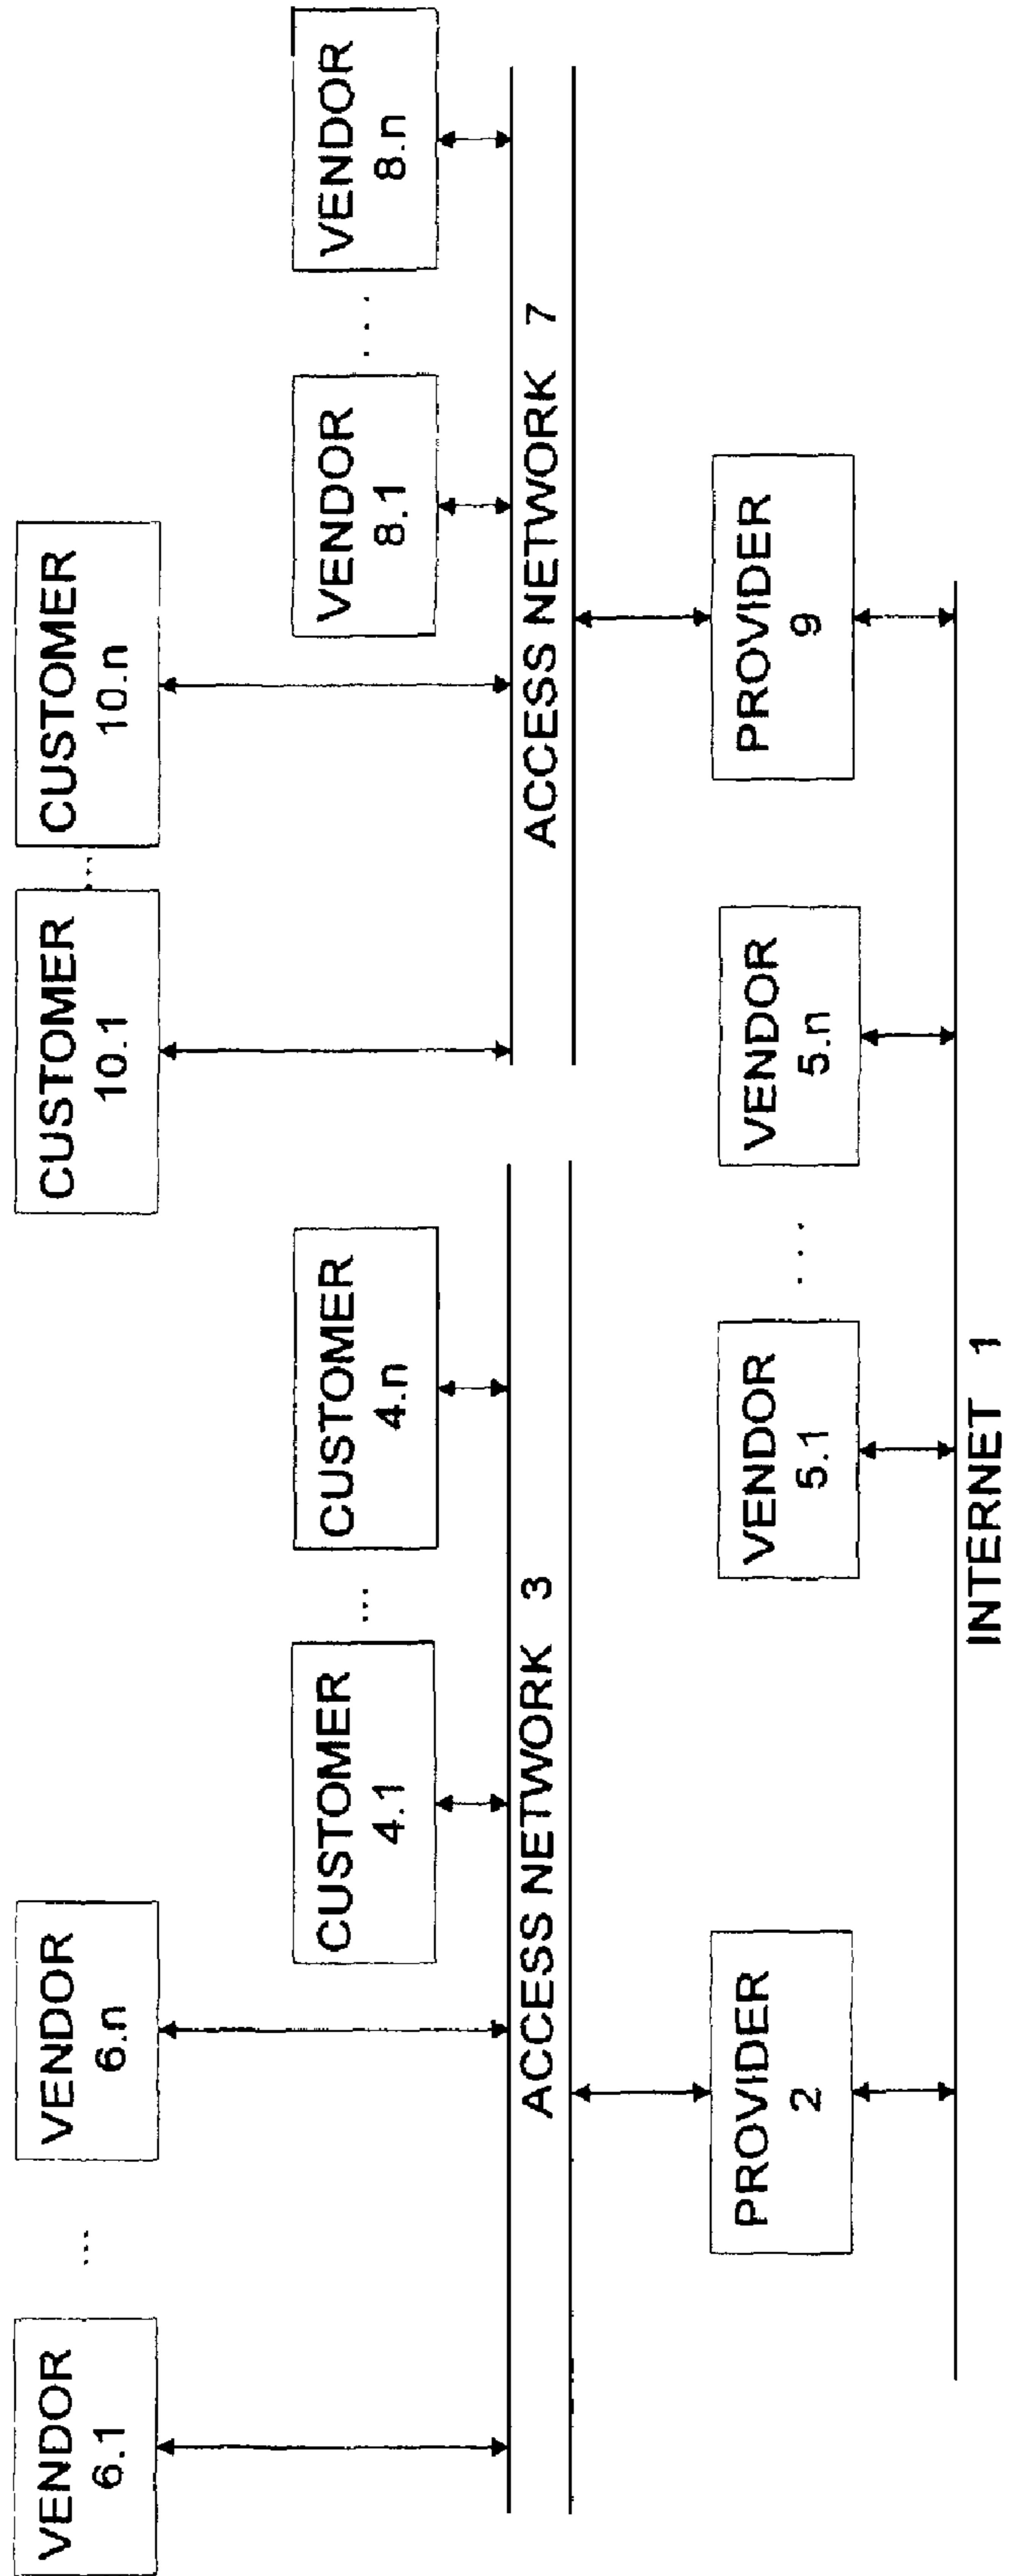 VENDOR
6.1
...
VENDOR
6.n
CUSTOMER
10.1
...
CUSTOMER
10.n
CUSTOMER
4.1
...
CUSTOMER
4.n
VENDOR
8.1
. . .
VENDOR
8.n
ACCESS NETWORK 3
ACCESS NETWORK 7
PROVIDER
2
VENDOR
5.1
. . .
VENDOR
5.n
PROVIDER
9
INTERNET 1